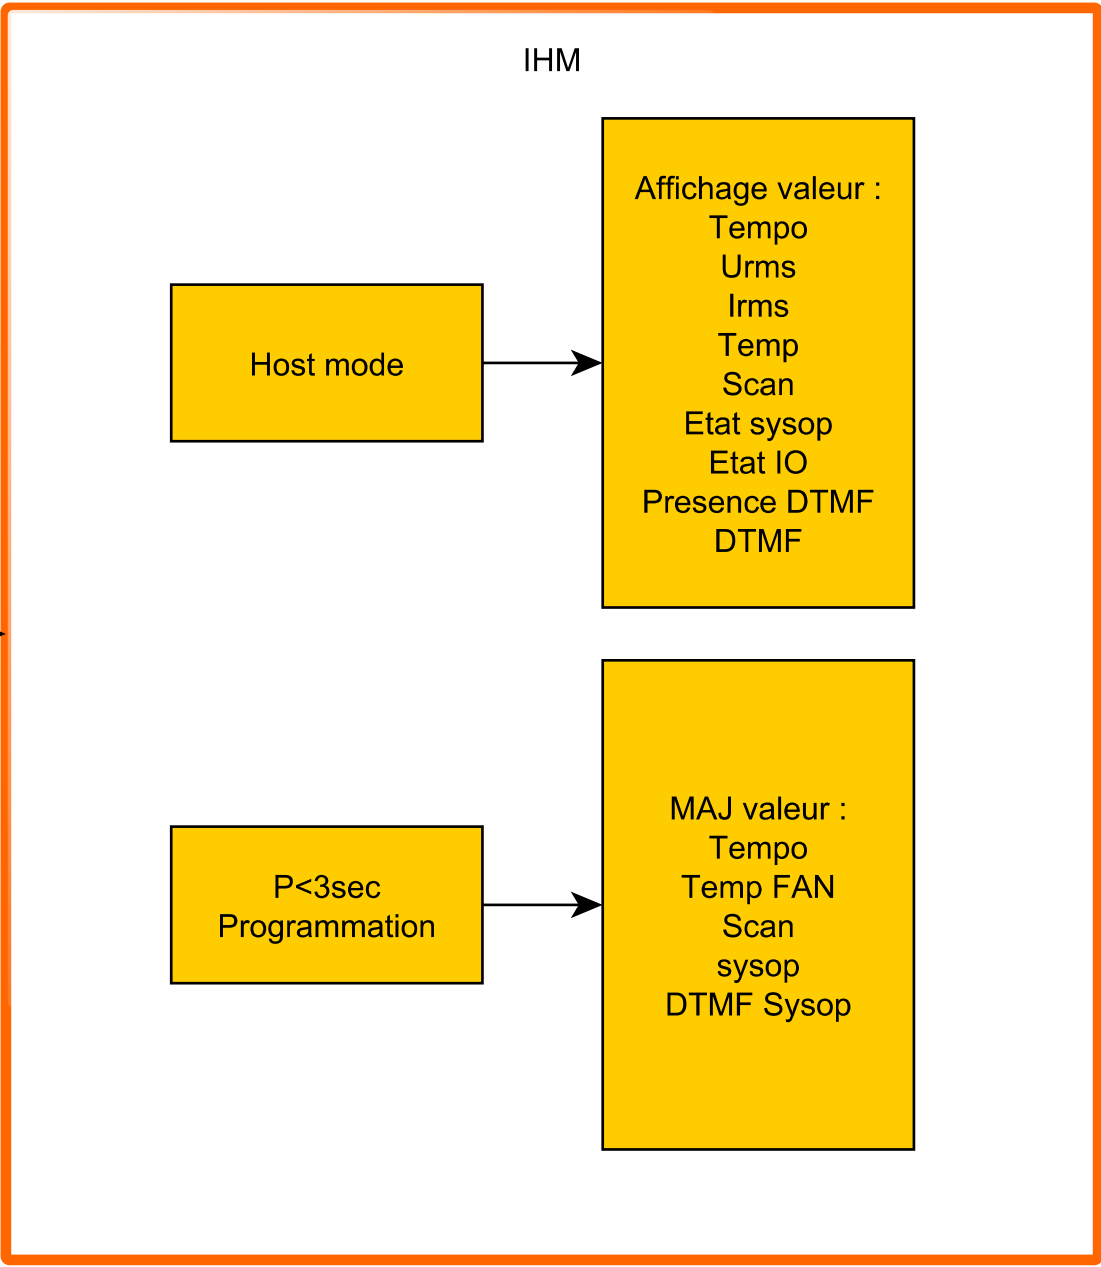 IHM
Host mode
Affichage valeur :
Tempo
Urms
Irms
Temp
Scan
Etat sysop
Etat IO
Presence DTMF
DTMF
P<3sec
Programmation
MAJ valeur :
Tempo
Temp FAN
Scan
sysop
DTMF Sysop